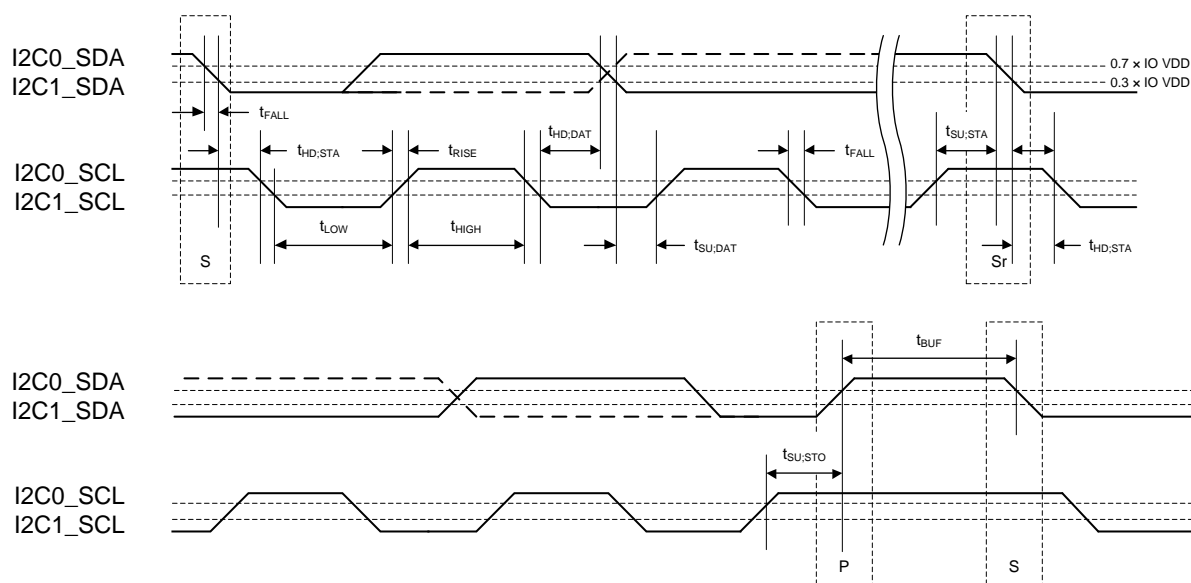 I2C0_SDA
I2C1_SDA
0.7 × IO VDD
0.3 × IO VDD
tFALL
tHD;STA
tRISE
tHD;DAT
tFALL
tSU;STA
I2C0_SCL
I2C1_SCL
tLOW
tHIGH
tSU;DAT
tHD;STA
S
Sr
tBUF
I2C0_SDA
I2C1_SDA
tSU;STO
I2C0_SCL
I2C1_SCL
P
S